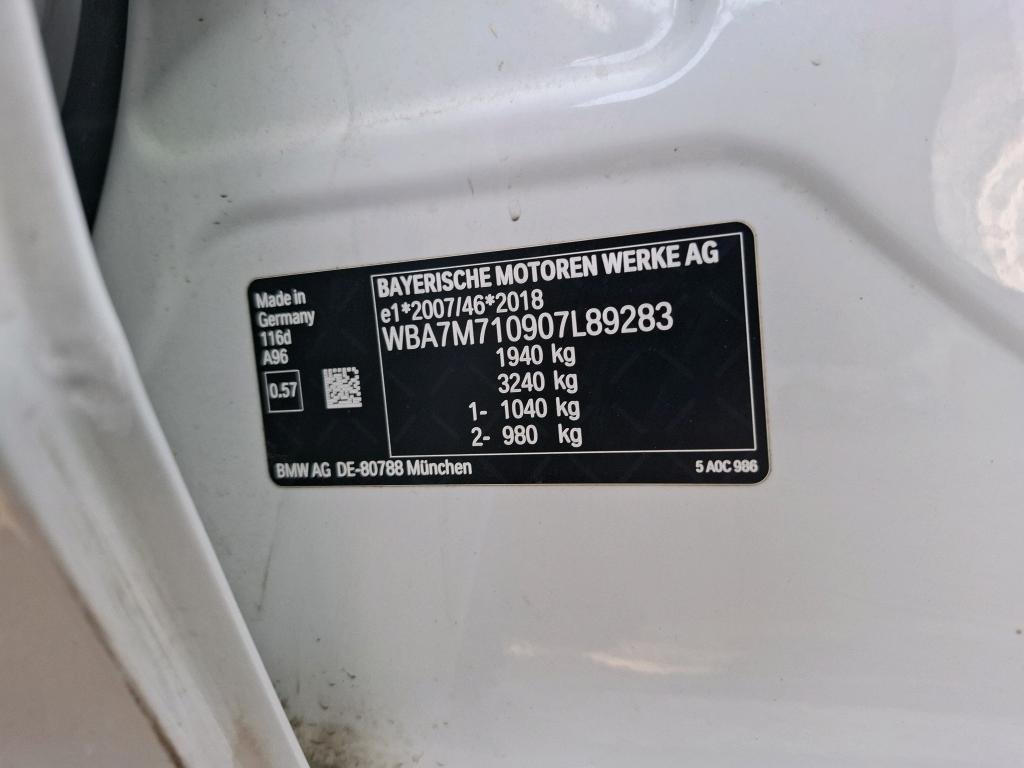 Made in
Germany
116d
A96
0.57
BAYERISCHE MOTOREN WERKE AG
e1*2007/46*2018
WBA7M710907L89283
1940 kg
3240 kg
1- 1040 kg
2- 980 kg
BMW AG DE-80788 München
5 A0C 986